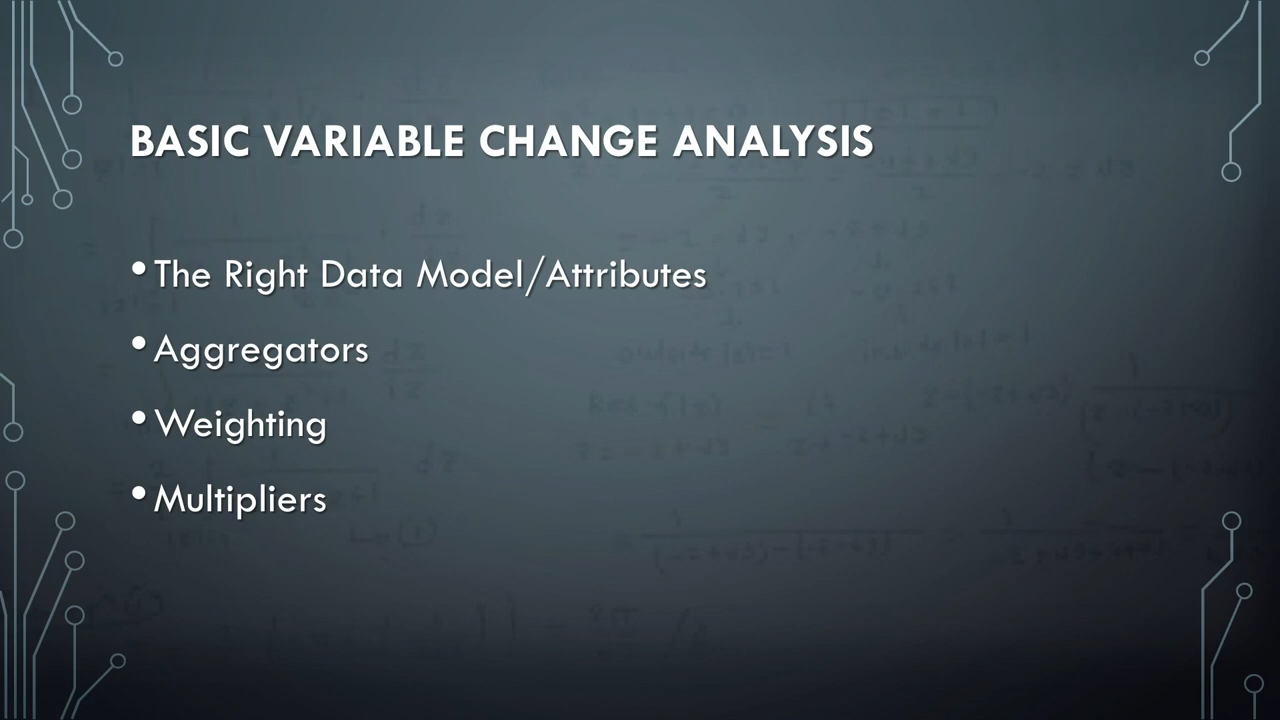 BASIC VARIABLE CHANGE ANALYSIS
•The Right Data Model/Attributes
•Aggregators
•Weighting
•Multipliers